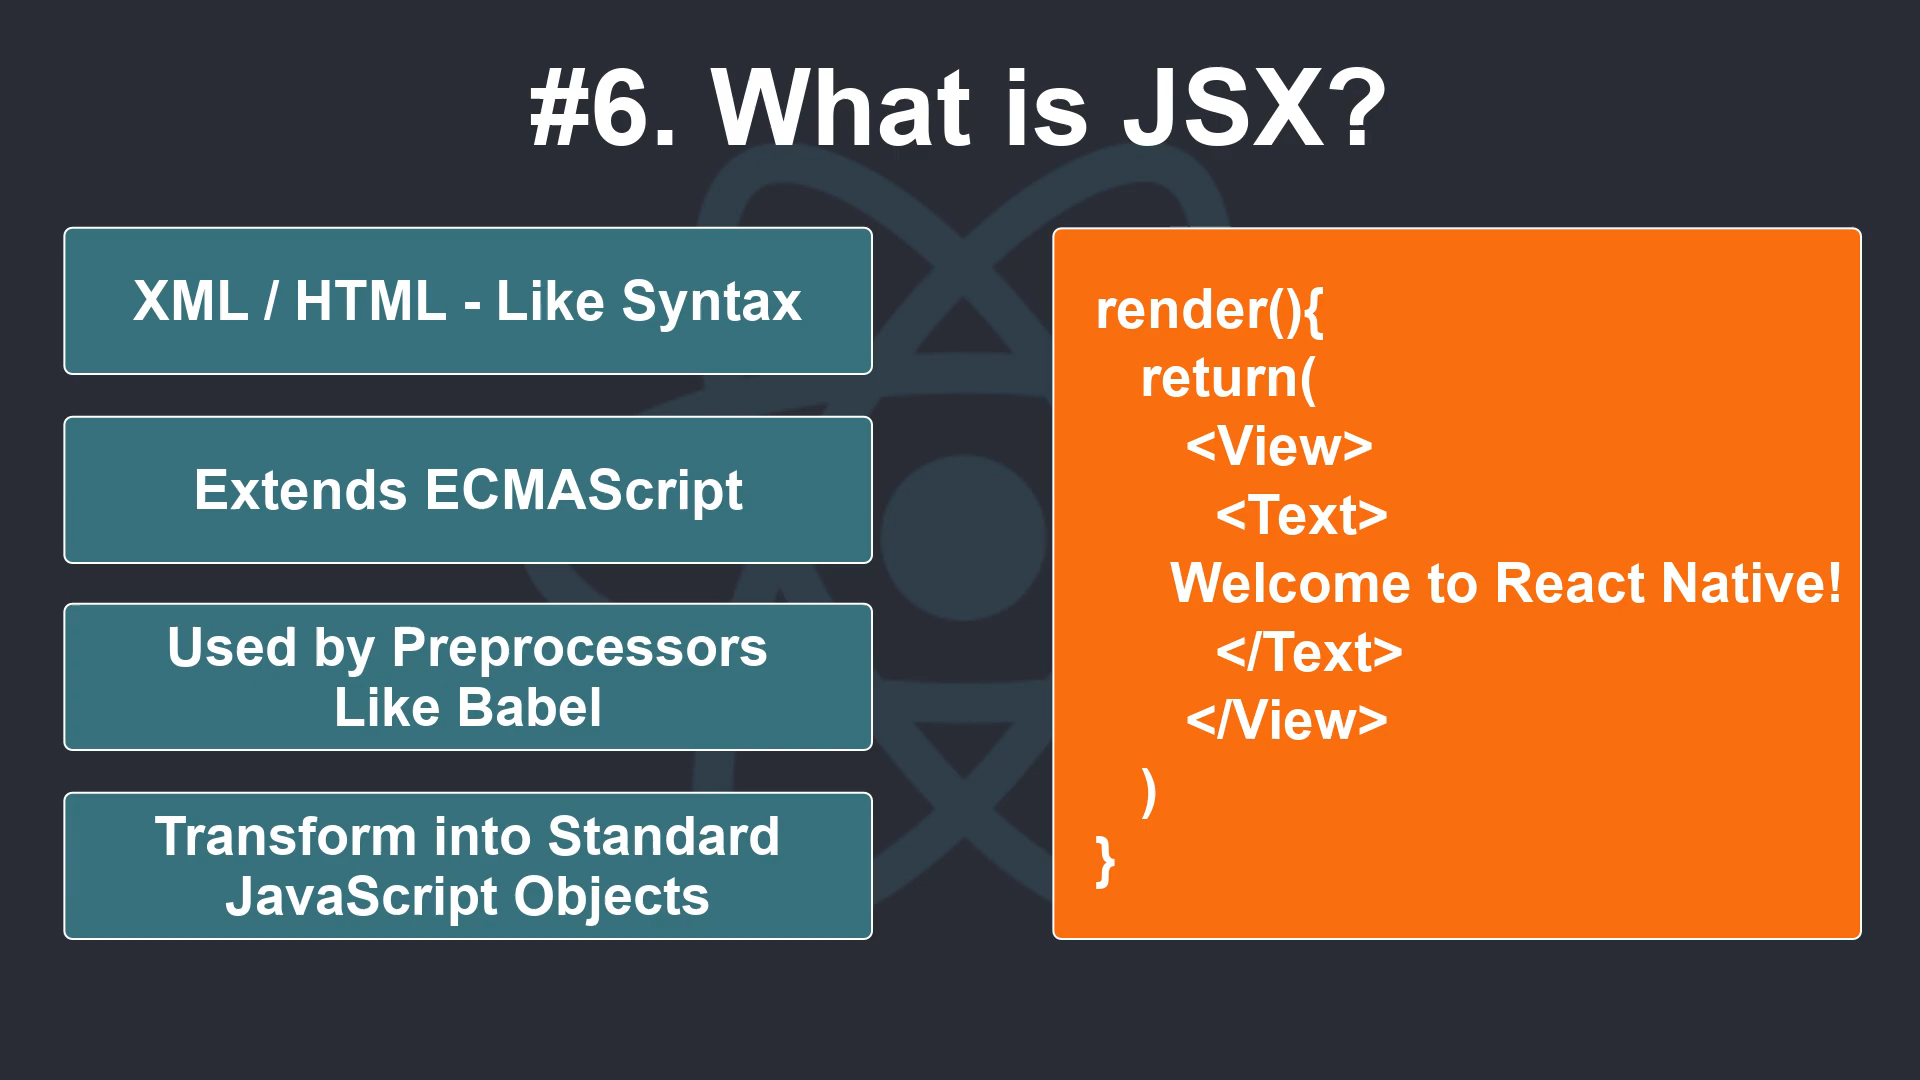 #6. What is JSX?
XML / HTML - Like Syntax
Extends ECMAScript
Used by Preprocessors
Like Babel
Transform into Standard
JavaScript Objects
render(){
return(
<View>
<Text>
Welcome to React Native!
</Text>
</View>
)
}